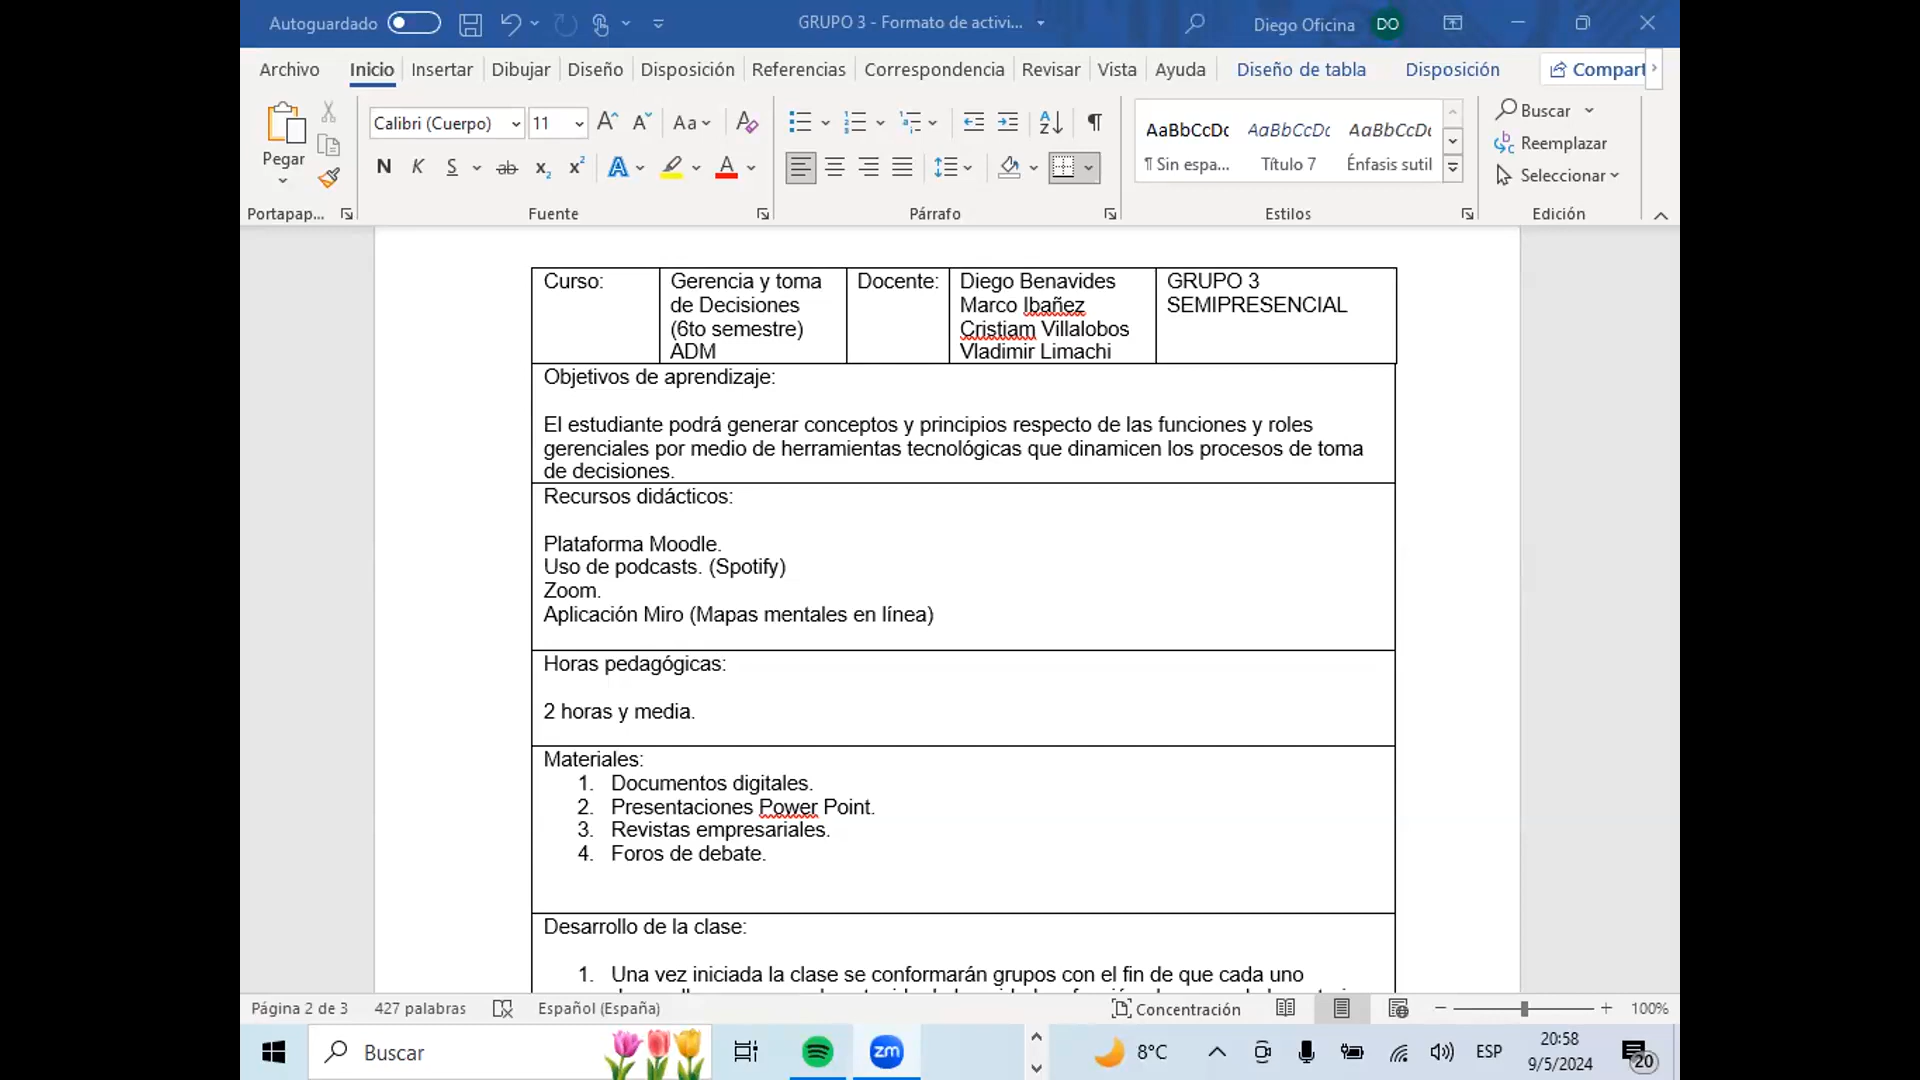 Autoguardado
GRUPO 3 - Formato de activi...
Diego Oficina
DO
Archivo Inicio Insertar Dibujar Diseño Disposición Referencias Correspondencia Revisar Vista Ayuda Diseño de tabla Disposición Compart
Pegar
Calibri (Cuerpo) 11
AaBbCcDc AaBbCcDc AaBbCcDc
¶ Sin espa... Título 7 Énfasis sutil
Buscar
Reemplazar
Seleccionar
Portapap... Fuente Párrafo Estilos Edición
Curso:
Gerencia y toma
de Decisiones
(6to semestre)
ADM
Docente:
Diego Benavides
Marco Ibañez
Cristiam Villalobos
Vladimir Limachi
GRUPO 3
SEMIPRESENCIAL
Objetivos de aprendizaje:
El estudiante podrá generar conceptos y principios respecto de las funciones y roles
gerenciales por medio de herramientas tecnológicas que dinamicen los procesos de toma
de decisiones.
Recursos didácticos:
Plataforma Moodle.
Uso de podcasts. (Spotify)
Zoom.
Aplicación Miro (Mapas mentales en línea)
Horas pedagógicas:
2 horas y media.
Materiales:
1. Documentos digitales.
2. Presentaciones Power Point.
3. Revistas empresariales.
4. Foros de debate.
Desarrollo de la clase:
1. Una vez iniciada la clase se conformarán grupos con el fin de que cada uno
Página 2 de 3 427 palabras Español (España) Concentración 100%
Buscar
zm
8°C
ESP
20:58
9/5/2024
20